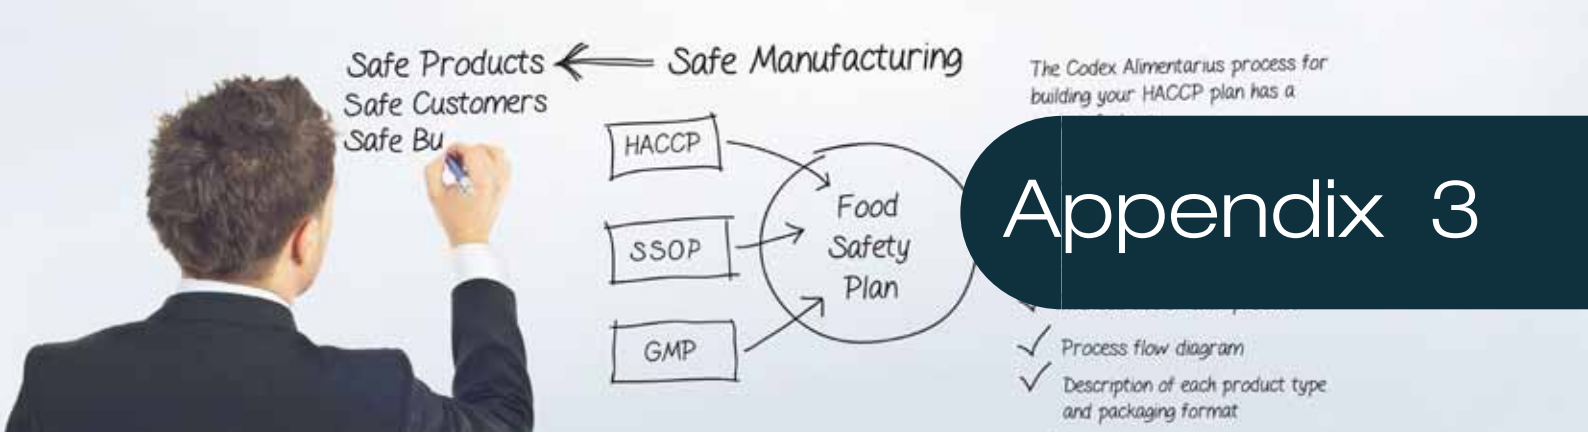 Safe Products
Safe Customers
Safe Bu
Safe Manufacturing
HACCP
SSOP
GMP
Food
Safety
Plan
The Codex Alimentarius process for
building your HACCP plan has a
Appendix 3
Process flow diagram
Description of each product type
and packaging format